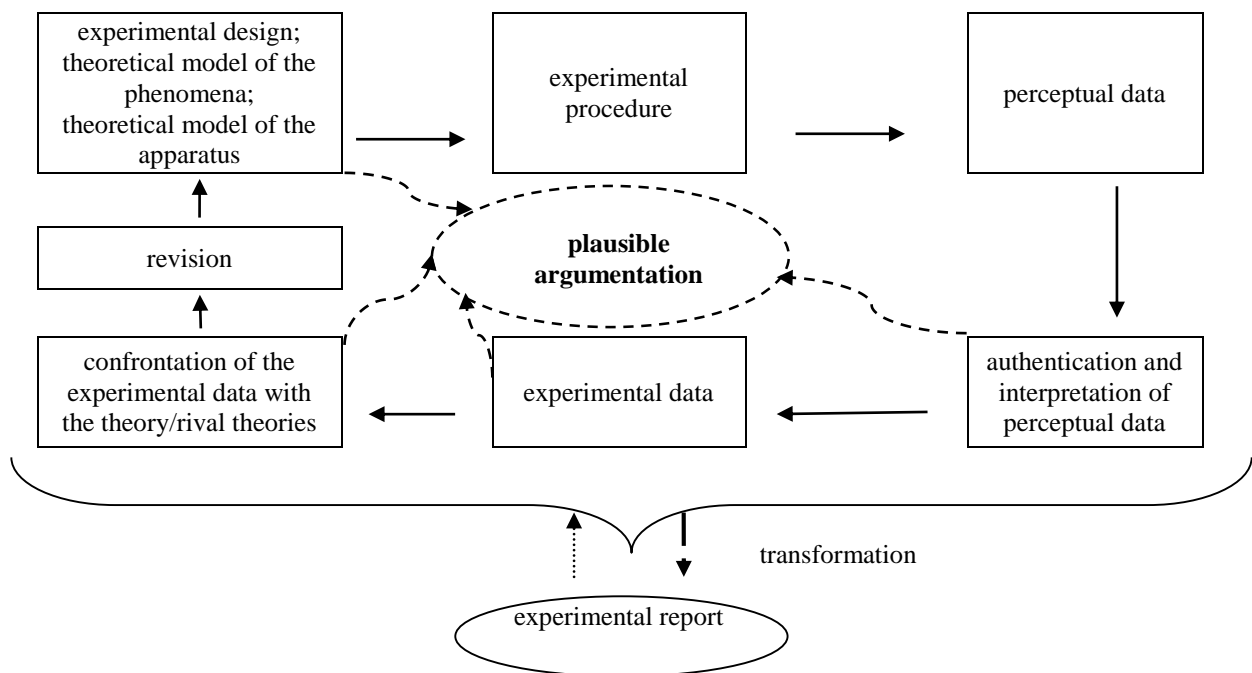 experimental design;
theoretical model of the
phenomena;
theoretical model of the
apparatus
experimental
procedure
perceptual data
revision
plausible
argumentation
confrontation of the
experimental data with
the theory/rival theories
experimental data
authentication and
interpretation of
perceptual data
transformation
experimental report